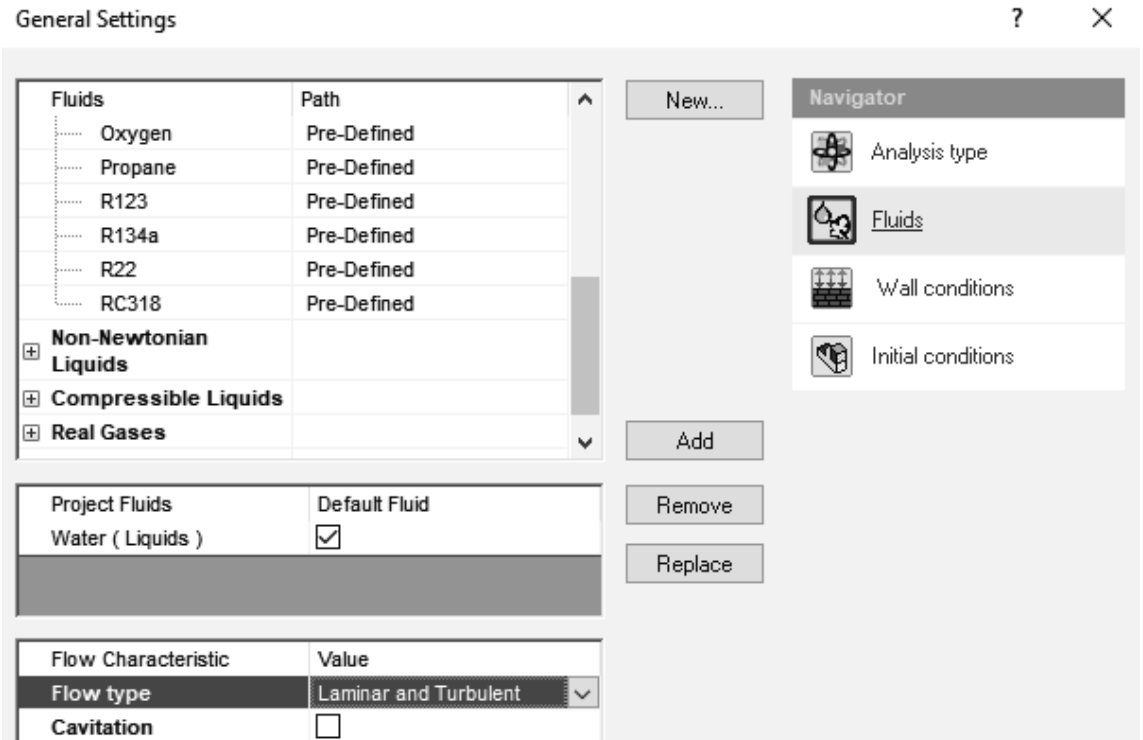 General Settings
?
Fluids Path
Oxygen Pre-Defined
Propane Pre-Defined
R123 Pre-Defined
R134a Pre-Defined
R22 Pre-Defined
RC318 Pre-Defined
Non-Newtonian
Liquids
Compressible Liquids
Real Gases
New...
Add
Navigator
Analysis type
Fluids
Wall conditions
Initial conditions
Project Fluids Default Fluid
Water ( Liquids )
Remove
Replace
Flow Characteristic Value
Flow type Laminar and Turbulent
Cavitation